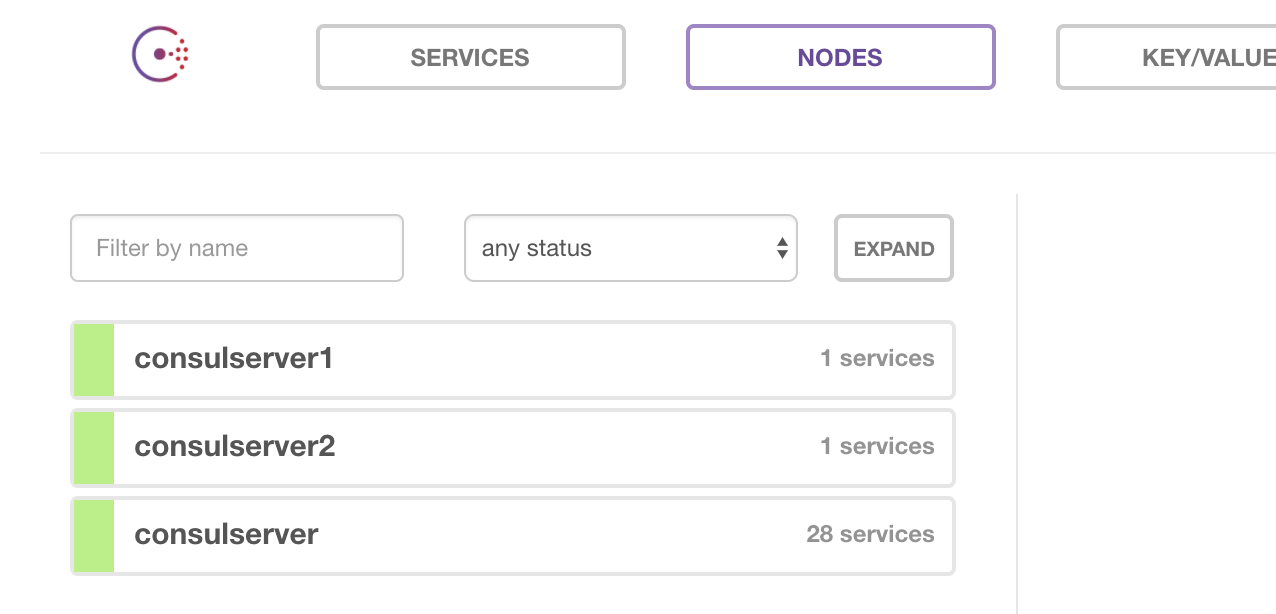 SERVICES NODES KEY/VALUE
Filter by name any status EXPAND
consulserver1 1 services
consulserver2 1 services
consulserver 28 services